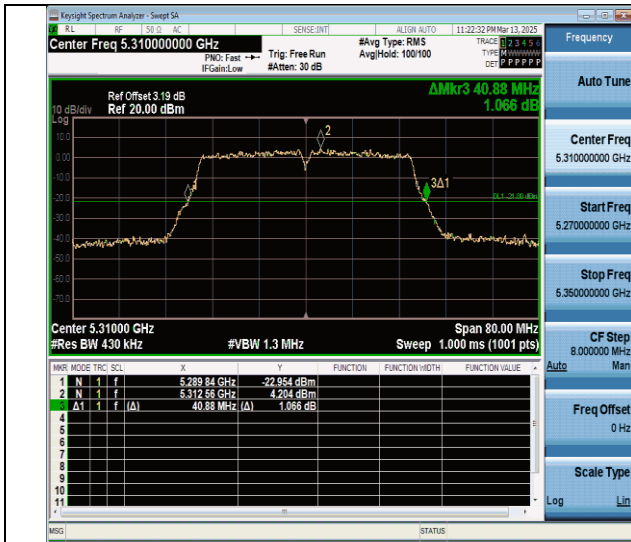 Keysight Spectrum Analyzer - Swept SA
RL RF 50 Ω AC SENSE:INT ALIGN AUTO 11:22:32 PM Mar 13, 2025
Center Freq 5.310000000 GHz
PNO: Fast
IFGain:Low
Trig: Free Run
#Atten: 30 dB
#Avg Type: RMS
Avg|Hold: 100/100
TRACE 1 2 3 4 5 6
TYPE M
DET P P P P P P
Ref Offset 3.19 dB
Ref 20.00 dBm
ΔMkr3 40.88 MHz
1.066 dB
10 dB/div
Log
10.0
0.00
-10.0
-20.0
-30.0
-40.0
-50.0
-60.0
-70.0
2
3Δ1
DL1 -21.80 dBm
Center 5.31000 GHz
#Res BW 430 kHz
#VBW 1.3 MHz
Span 80.00 MHz
Sweep 1.000 ms (1001 pts)
MKR MODE TRC SCL X Y FUNCTION FUNCTION WIDTH FUNCTION VALUE
1 N 1 f 5.289 84 GHz -22.954 dBm
2 N 1 f 5.312 56 GHz 4.204 dBm
3 Δ1 1 f (Δ) 40.88 MHz (Δ) 1.066 dB
4
5
6
7
8
9
10
11
MSG STATUS
Frequency
Auto Tune
Center Freq
5.310000000 GHz
Start Freq
5.270000000 GHz
Stop Freq
5.350000000 GHz
CF Step
8.000000 MHz
Auto Man
Freq Offset
0 Hz
Scale Type
Log Lin